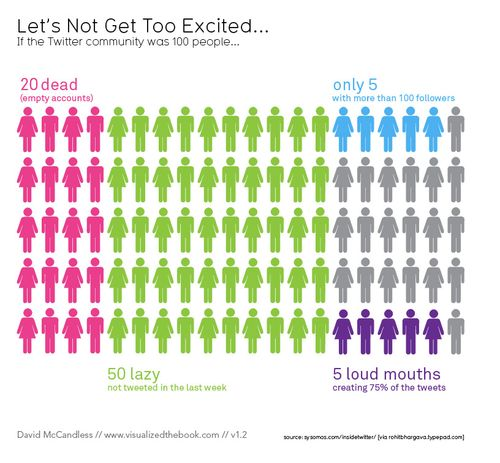 Let's Not Get Too Excited...
If the Twitter community was 100 people...
20 dead
(empty accounts)
only 5
with more than 100 followers
50 lazy
not tweeted in the last week
5 loud mouths
creating 75% of the tweets
David McCandless // www.visualizedthebook.com // v1.2
source: sysomos.com/insidetwitter/ [via rohitbhargava.typepad.com]